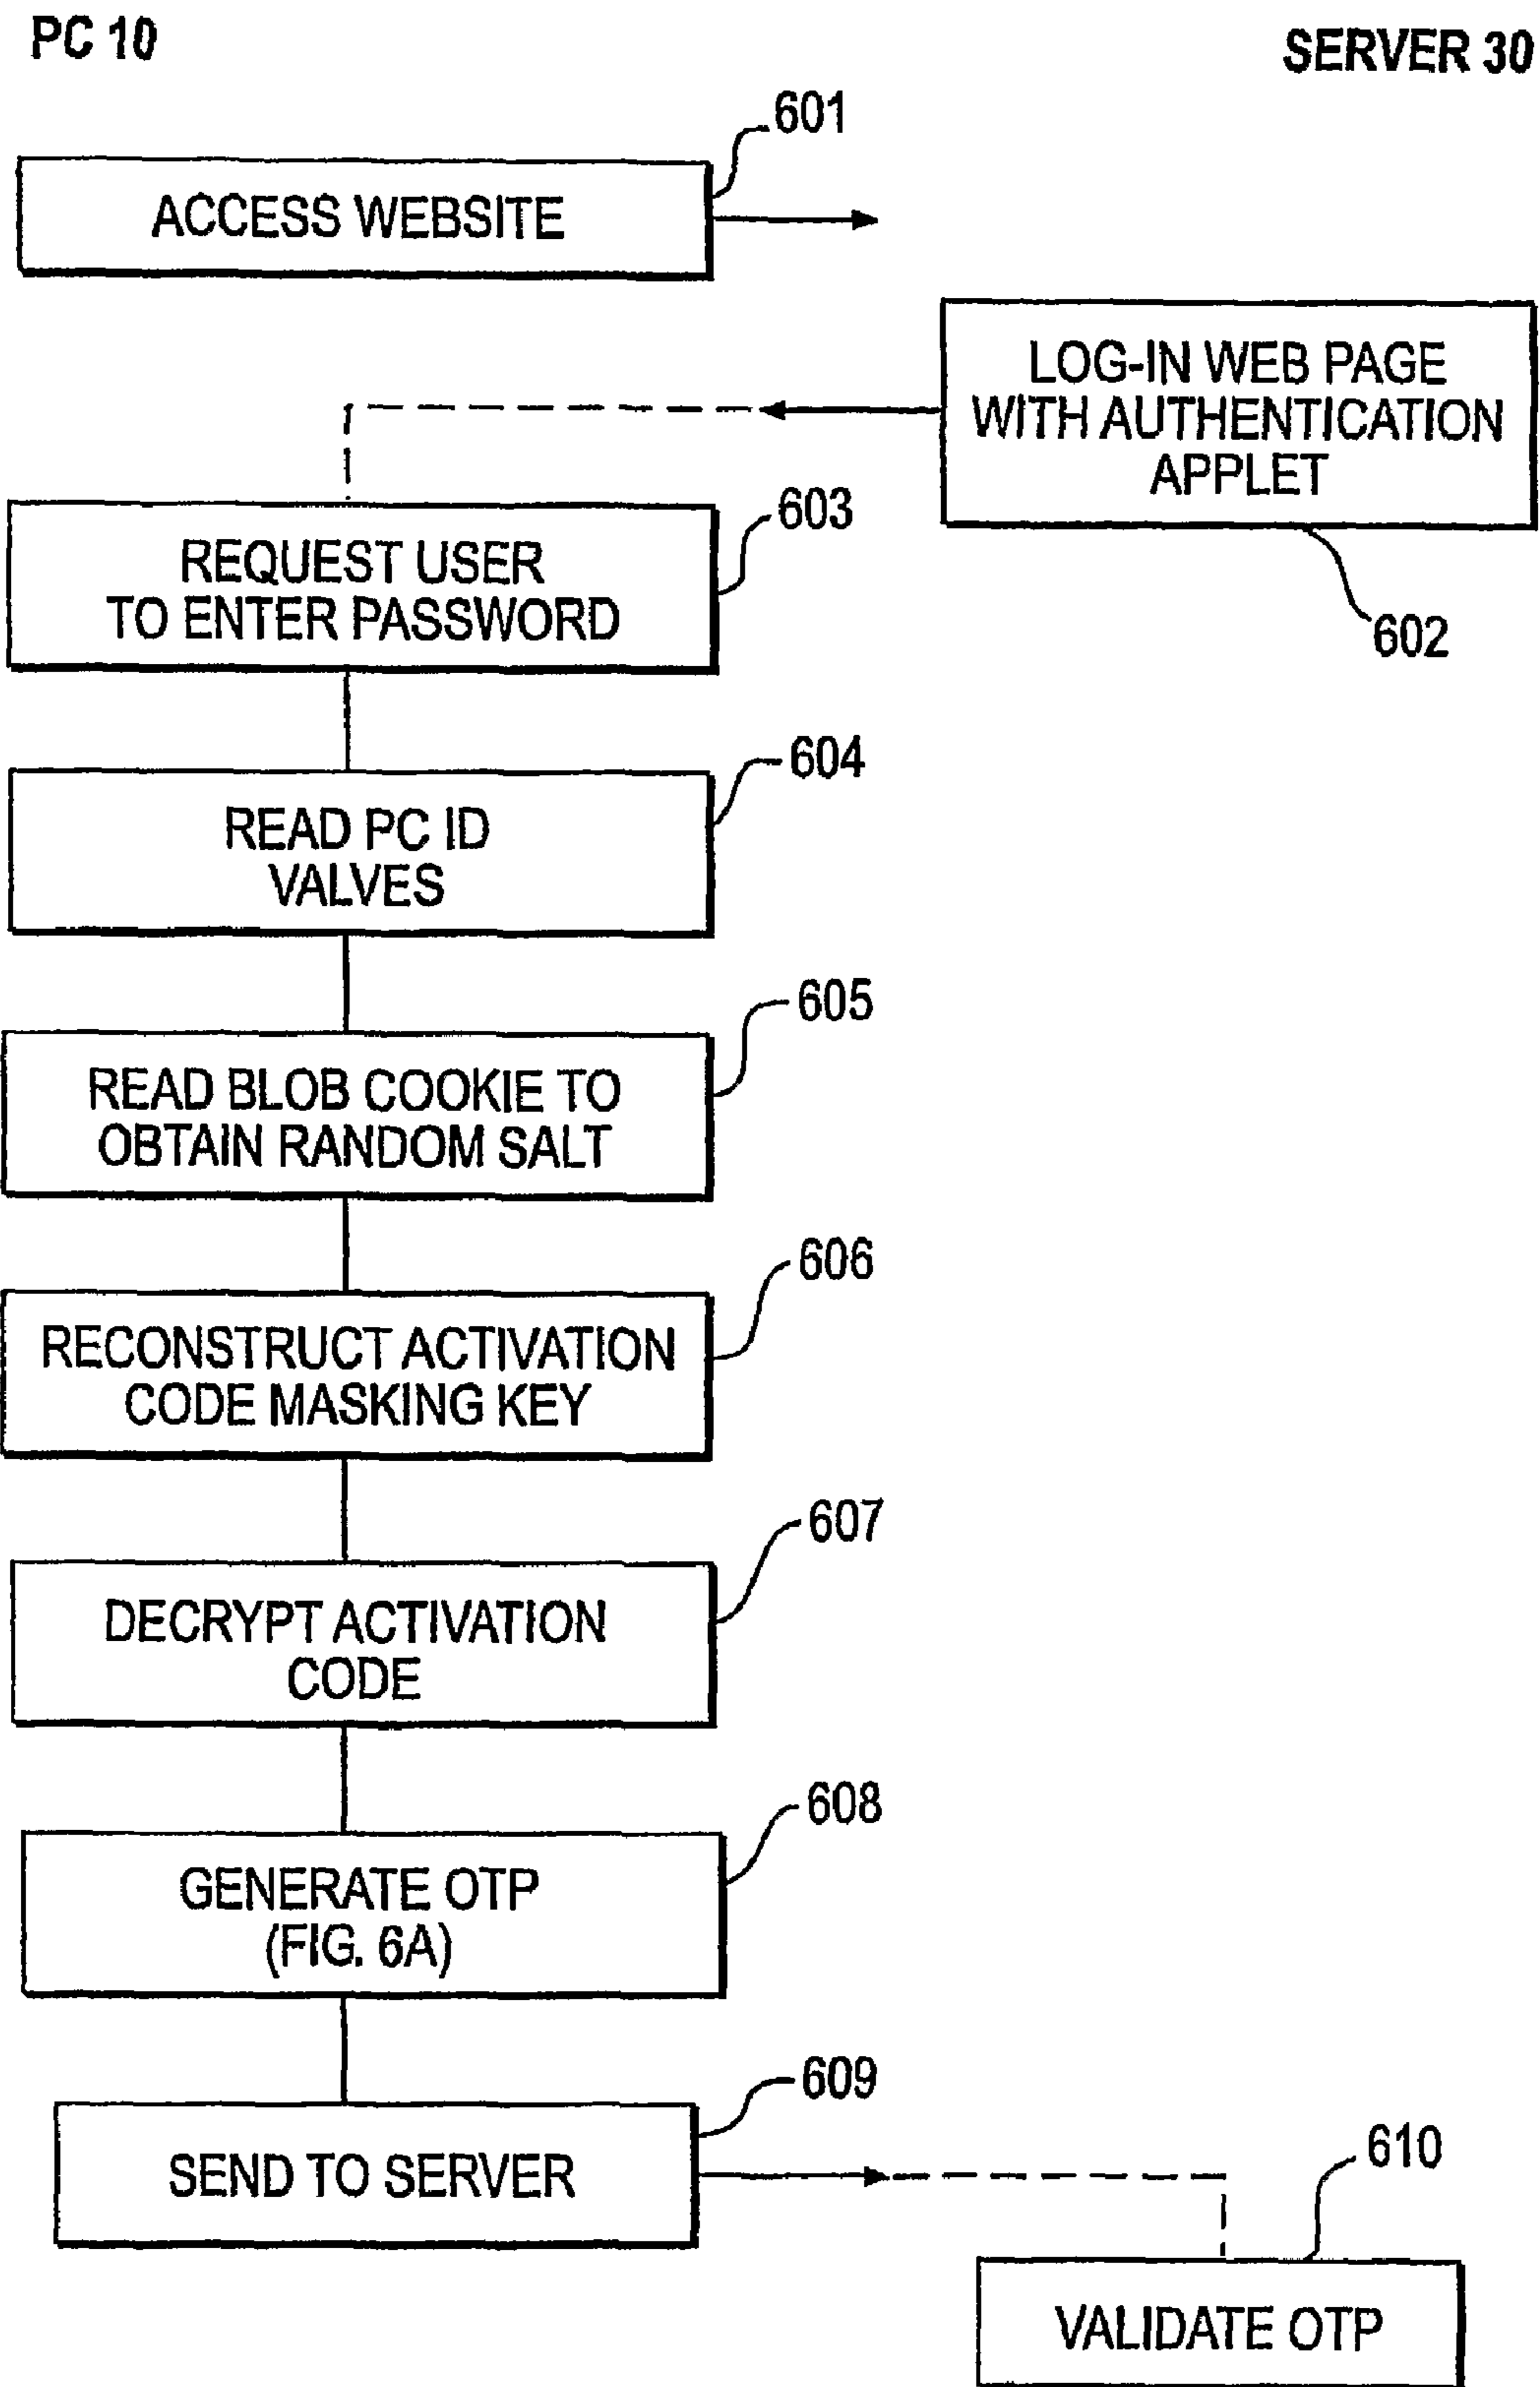 PC 10
SERVER 30
601
ACCESS WEBSITE
LOG-IN WEB PAGE
WITH AUTHENTICATION
APPLET
602
603
REQUEST USER
TO ENTER PASSWORD
604
READ PC ID
VALVES
605
READ BLOB COOKIE TO
OBTAIN RANDOM SALT
606
RECONSTRUCT ACTIVATION
CODE MASKING KEY
607
DECRYPT ACTIVATION
CODE
608
GENERATE OTP
(FIG. 6A)
609
SEND TO SERVER
610
VALIDATE OTP